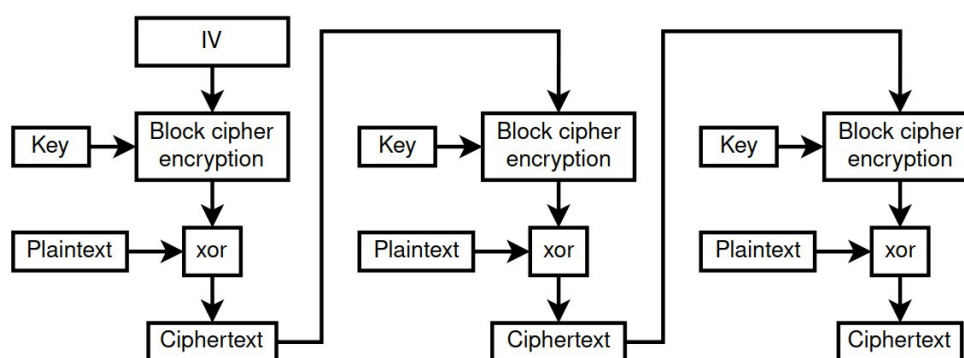 IV
Key
Block cipher
encryption
Key
Block cipher
encryption
Key
Block cipher
encryption
Plaintext
xor
Plaintext
xor
Plaintext
xor
Ciphertext
Ciphertext
Ciphertext